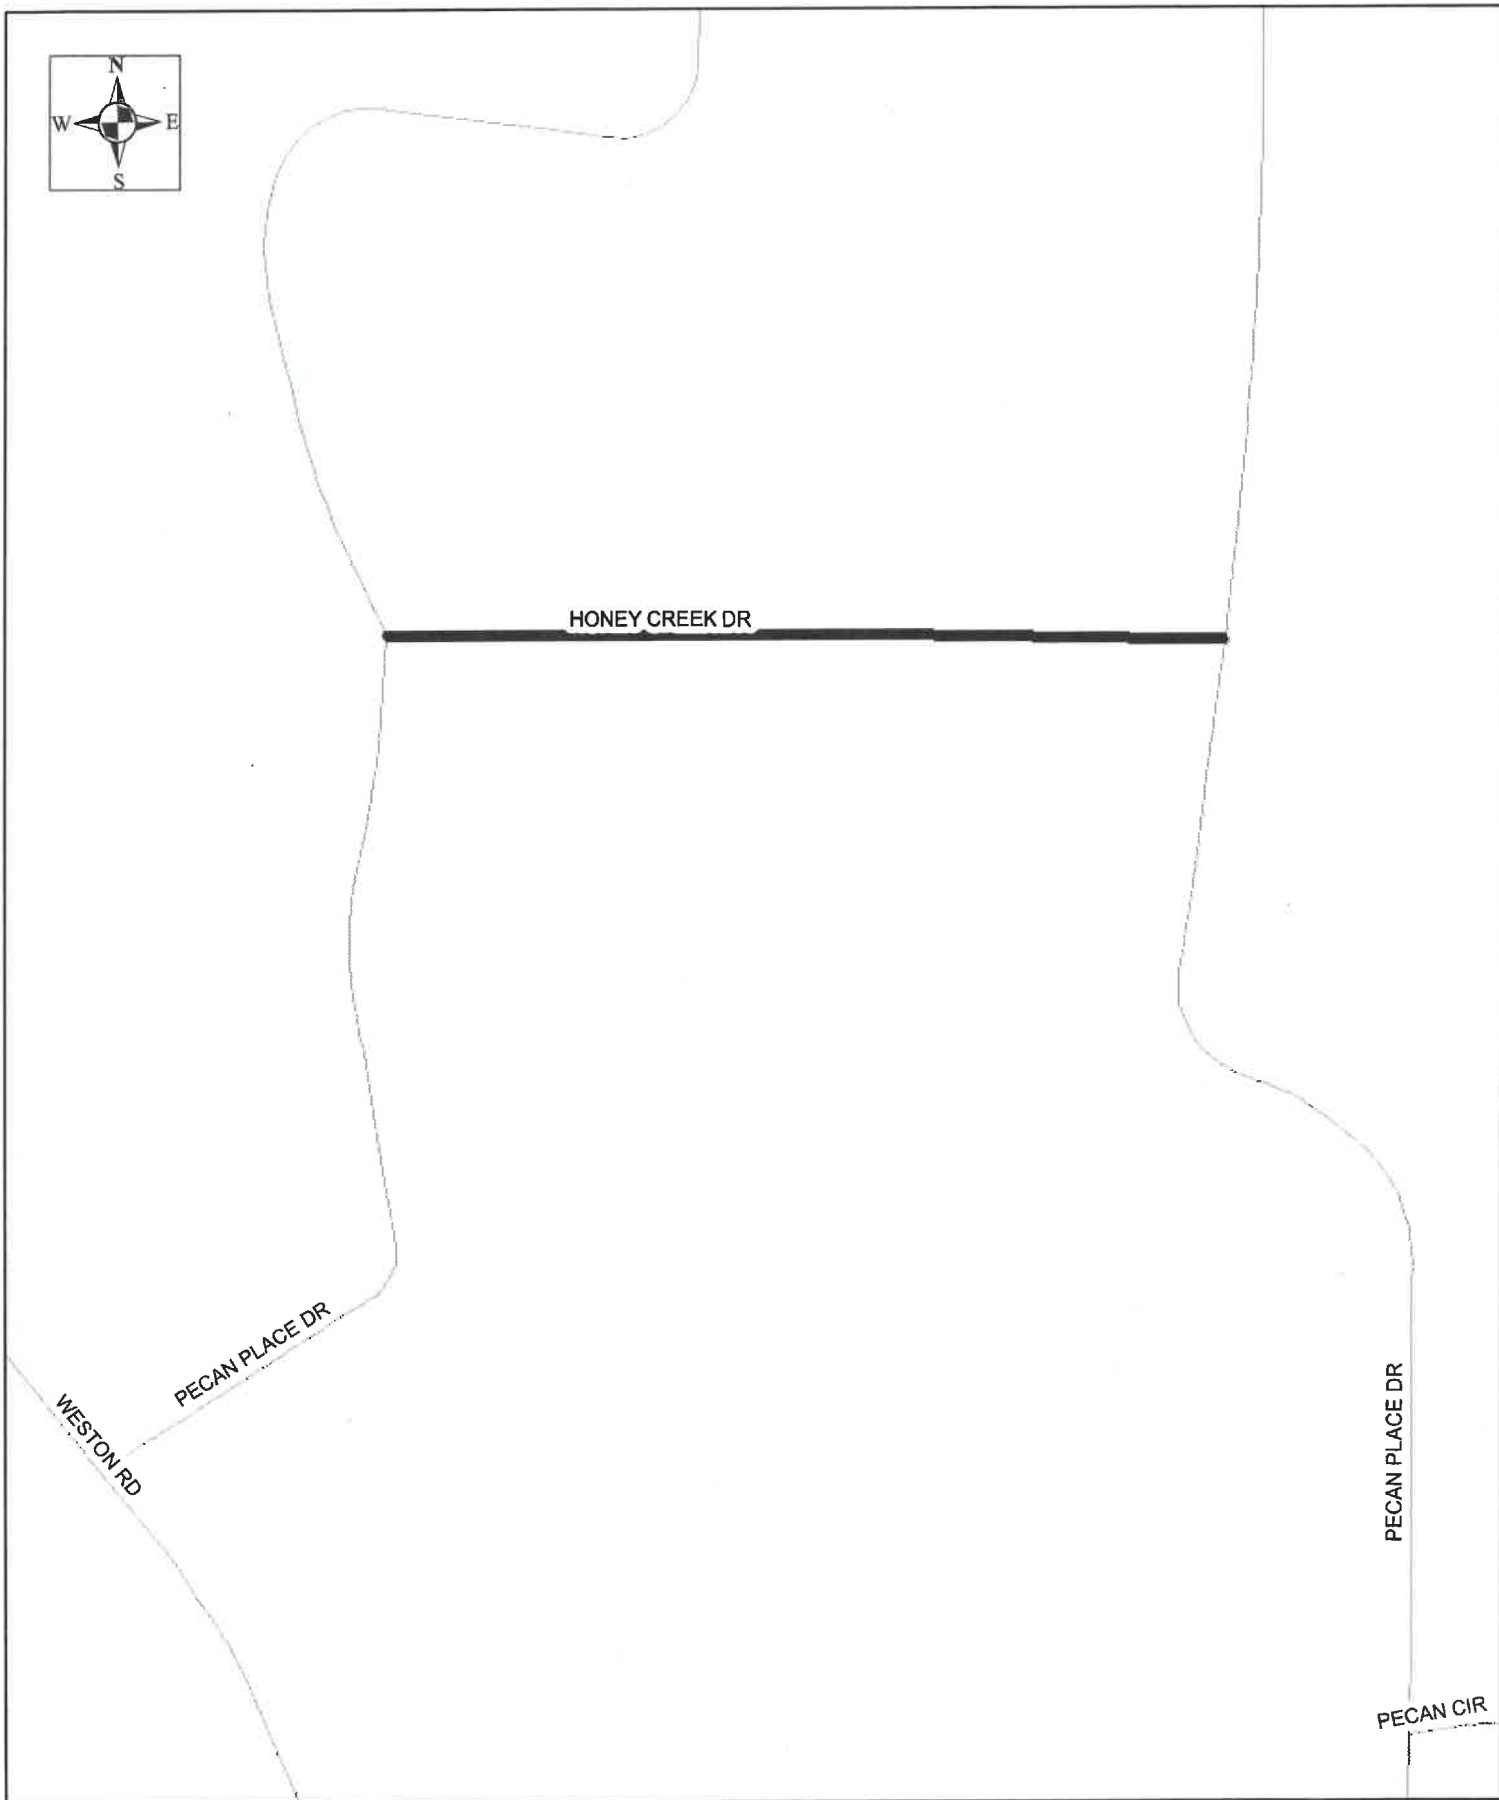 N
W E
S
HONEY CREEK DR
PECAN PLACE DR
WESTON RD
PECAN PLACE DR
PECAN CIR